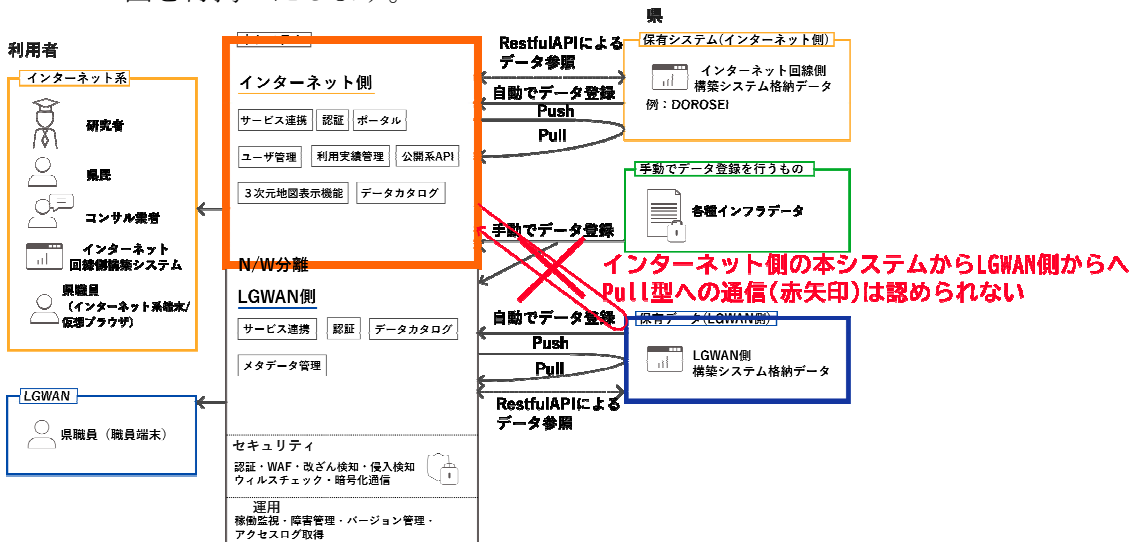 県
利用者
インターネット系
研究者
県民
コンサル業者
インターネット
回線側構築システム
県職員
（インターネット系端末/
仮想ブラウザ）
LGWAN
県職員（職員端末）
インターネット側
サービス連携
認証
ポータル
ユーザ管理
利用実績管理
公開系API
３次元地図表示機能
データカタログ
N/W分離
LGWAN側
サービス連携
認証
データカタログ
メタデータ管理
セキュリティ
認証・WAF・改ざん検知・侵入検知
ウィルスチェック・暗号化通信
運用
稼働監視・障害管理・バージョン管理・
アクセスログ取得
RestfulAPIによる
データ参照
自動でデータ登録
Push
Pull
手動でデータ登録
自動でデータ登録
Push
Pull
RestfulAPIによる
データ参照
保有システム(インターネット側)
インターネット回線側
構築システム格納データ
例：DOROSEI
手動でデータ登録を行うもの
各種インフラデータ
インターネット側の本システムからLGWAN側からへ
Pull型への通信(赤矢印)は認められない
保有データ(LGWAN側)
LGWAN側
構築システム格納データ